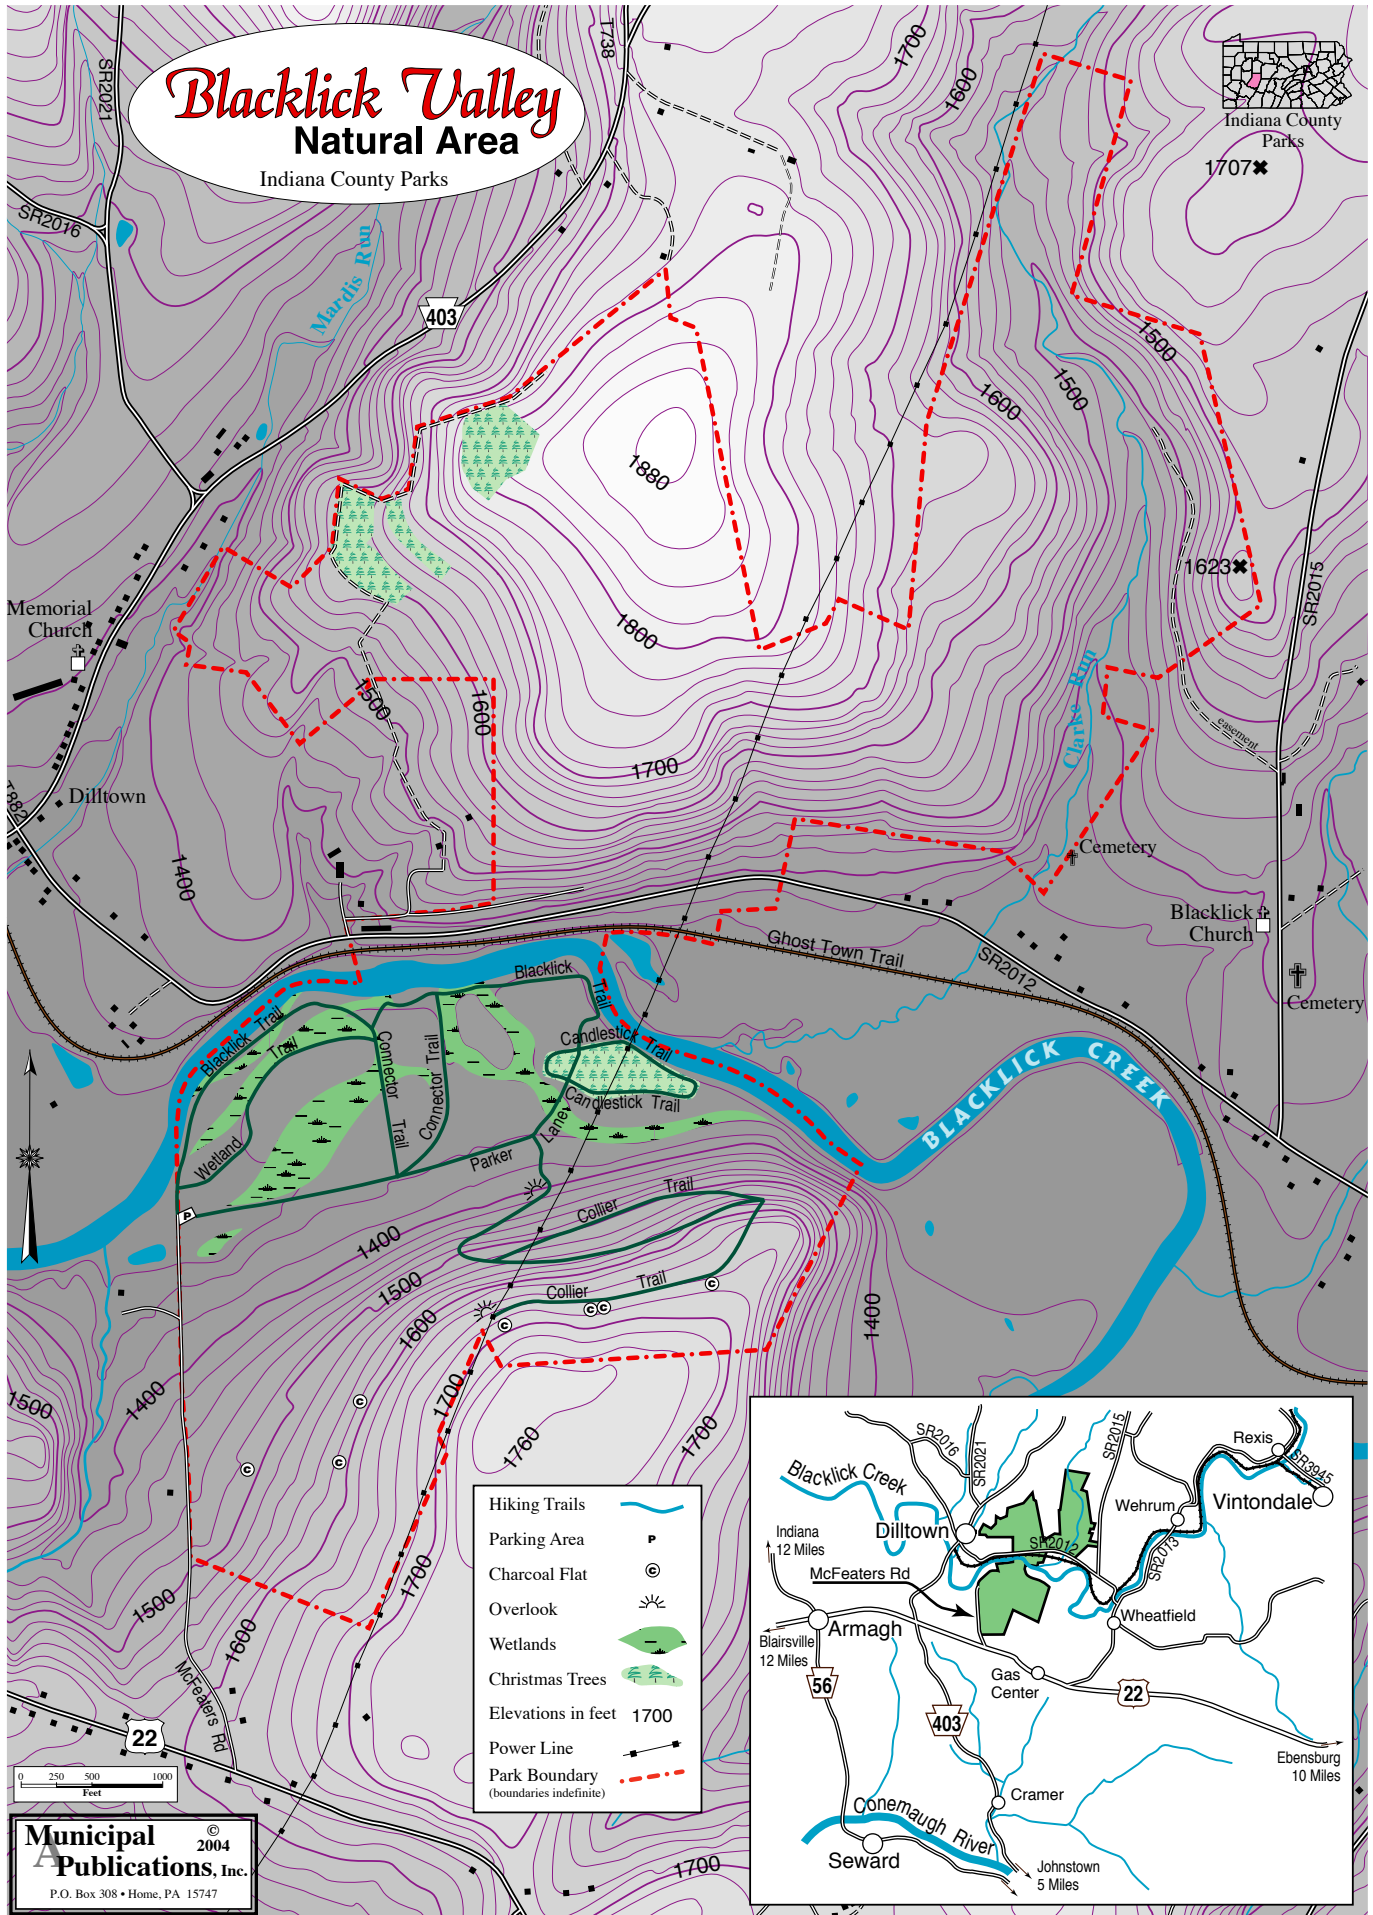 Blacklick Valley
Natural Area
Indiana County Parks
SR2021
T738
1700
1600
Indiana County
Parks
1707
SR2016
Mardis Run
403
1500
1500
1600
1880
1623
SR2015
Memorial
Church
1800
Clarke Run
1500
1600
easement
1700
Dilltown
T882
1400
Cemetery
Blacklick
Church
Ghost Town Trail
SR2012
Cemetery
Blacklick
Trail
Blacklick Trail
Trail
Connector
Trail
Connector Trail
Candlestick Trail
Candlestick Trail
BLACKLICK CREEK
Wetland
Parker
Lane
P
Collier
Trail
1400
1500
1600
Collier
Trail
C
C
C
C
C
C
C
C
1400
1500
1400
1700
1760
1700
1700
1500
1600
McFeaters Rd
22
1700
0 250 500 1000
Feet
Municipal
Publications, Inc.
A
© 2004
P.O. Box 308 • Home, PA 15747
Hiking Trails
Parking Area P
Charcoal Flat C
Overlook
Wetlands
Christmas Trees
Elevations in feet 1700
Power Line
Park Boundary
(boundaries indefinite)
SR2016
SR2021
SR2015
Rexis
SR3945
Blacklick Creek
Vintondale
Wehrum
Indiana
12 Miles
Dilltown
SR2012
SR2013
McFeaters Rd
Wheatfield
Armagh
Blairsville
12 Miles
56
Gas
Center
22
403
Ebensburg
10 Miles
Cramer
Conemaugh River
Seward
Johnstown
5 Miles